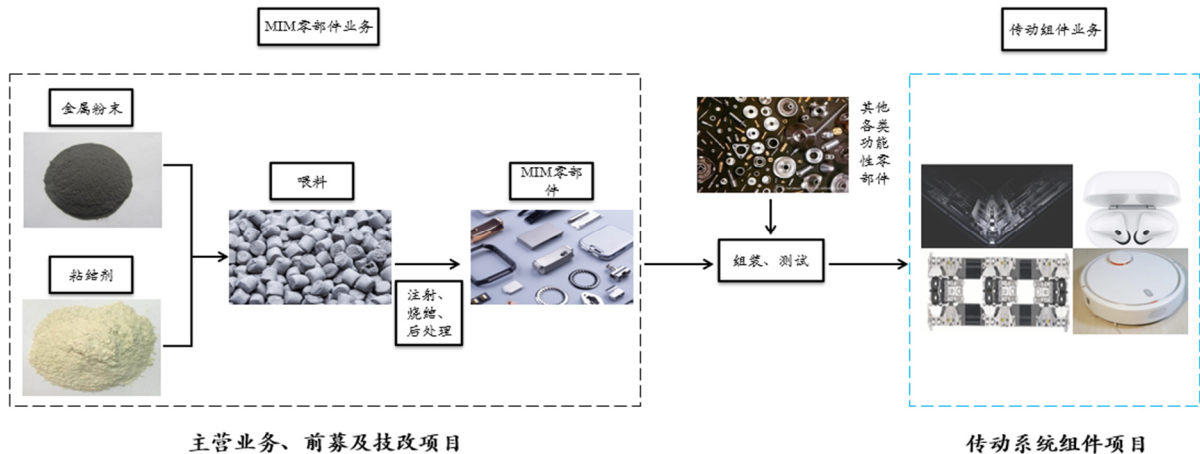 MIM零部件业务
传动组件业务
金属粉末
其他
各类
功能
性零
部件
喂料
MIM零部
件
粘结剂
组装、测试
注射、
烧结、
后处理
主营业务、前募及技改项目
传动系统组件项目